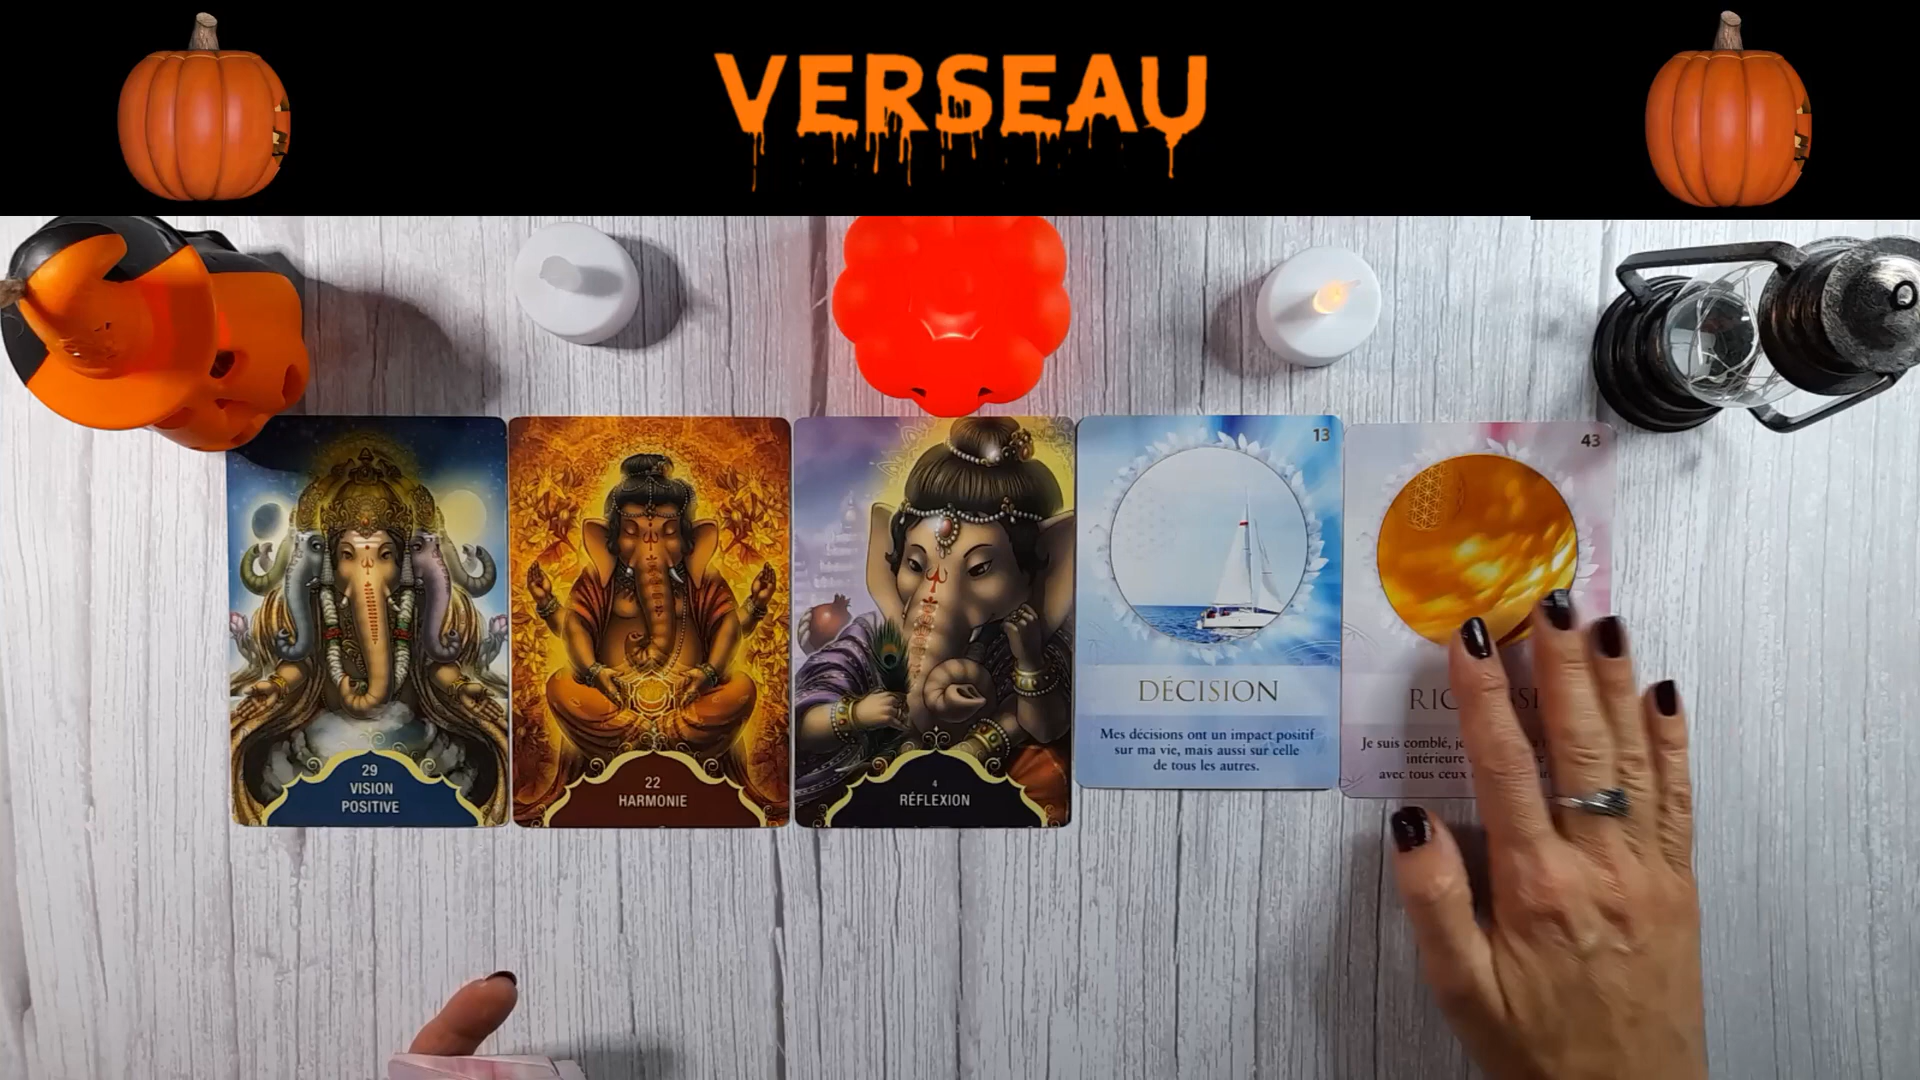 VERSEAU
29
VISION
POSITIVE
22
HARMONIE
4
RÉFLEXION
13
DÉCISION
Mes décisions ont un impact positif
sur ma vie, mais aussi sur celle
de tous les autres.
43
Je suis comblé,
intérieure
avec tous ceux